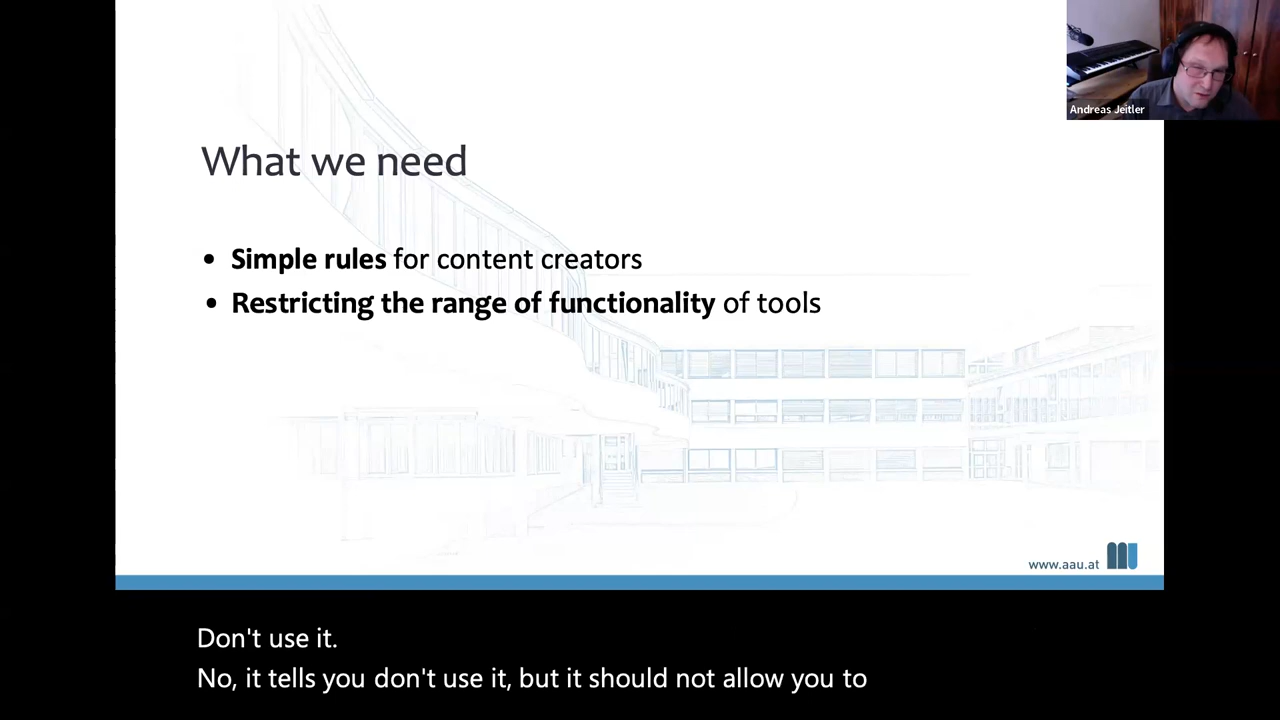 Andreas Jeitler
What we need
• Simple rules for content creators
• Restricting the range of functionality of tools
www.aau.at
Don't use it.
No, it tells you don't use it, but it should not allow you to